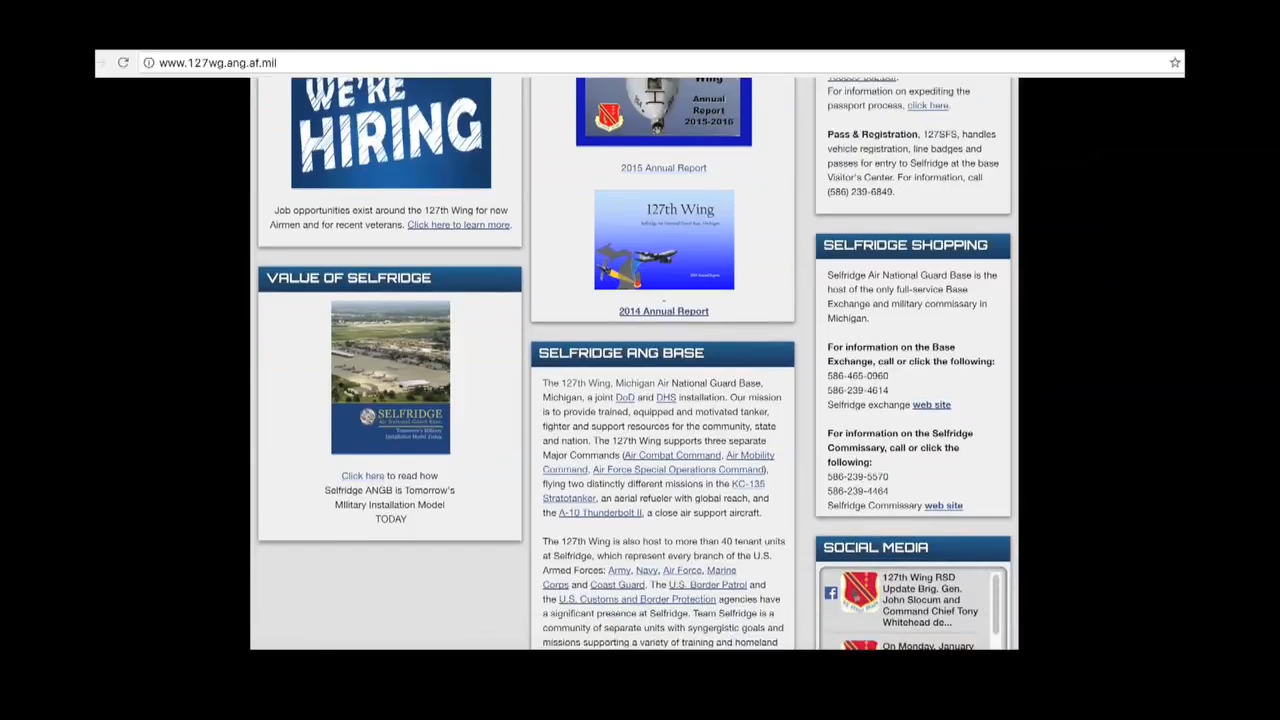 www.127wg.ang.af.mil
WE'RE
HIRING
Job opportunities exist around the 127th Wing for new
Airmen and for recent veterans. Click here to learn more.
VALUE OF SELFRIDGE
SELFRIDGE
Air National Guard Base
Tomorrow's Military
Installation Model Today
Click here to read how
Selfridge ANGB is Tomorrow's
Military Installation Model
TODAY
Wing
Annual
Report
2015-2016
2015 Annual Report
127th Wing
Selfridge Air National Guard Base, Michigan
2014 Annual Report
SELFRIDGE ANG BASE
The 127th Wing, Michigan Air National Guard Base,
Michigan, a joint DoD and DHS installation. Our mission
is to provide trained, equipped and motivated tanker,
fighter and support resources for the community, state
and nation. The 127th Wing supports three separate
Major Commands (Air Combat Command, Air Mobility
Command, Air Force Special Operations Command),
flying two distinctly different missions in the KC-135
Stratotanker, an aerial refueler with global reach, and
the A-10 Thunderbolt II, a close air support aircraft.
The 127th Wing is also host to more than 40 tenant units
at Selfridge, which represent every branch of the U.S.
Armed Forces: Army, Navy, Air Force, Marine
Corps and Coast Guard. The U.S. Border Patrol and
the U.S. Customs and Border Protection agencies have
a significant presence at Selfridge. Team Selfridge is a
community of separate units with synergistic goals and
missions supporting a variety of training and homeland
For information on expediting the
passport process, click here.
Pass & Registration, 127SFS, handles
vehicle registration, line badges and
passes for entry to Selfridge at the base
Visitor's Center. For information, call
(586) 239-6849.
SELFRIDGE SHOPPING
Selfridge Air National Guard Base is the
host of the only full-service Base
Exchange and military commissary in
Michigan.
For information on the Base
Exchange, call or click the following:
586-465-0960
586-239-4614
Selfridge exchange web site
For information on the Selfridge
Commissary, call or click the
following:
586-239-5570
586-239-4464
Selfridge Commissary web site
SOCIAL MEDIA
127th Wing RSD
Update Brig. Gen.
John Slocum and
Command Chief Tony
Whitehead de...
On Monday, January